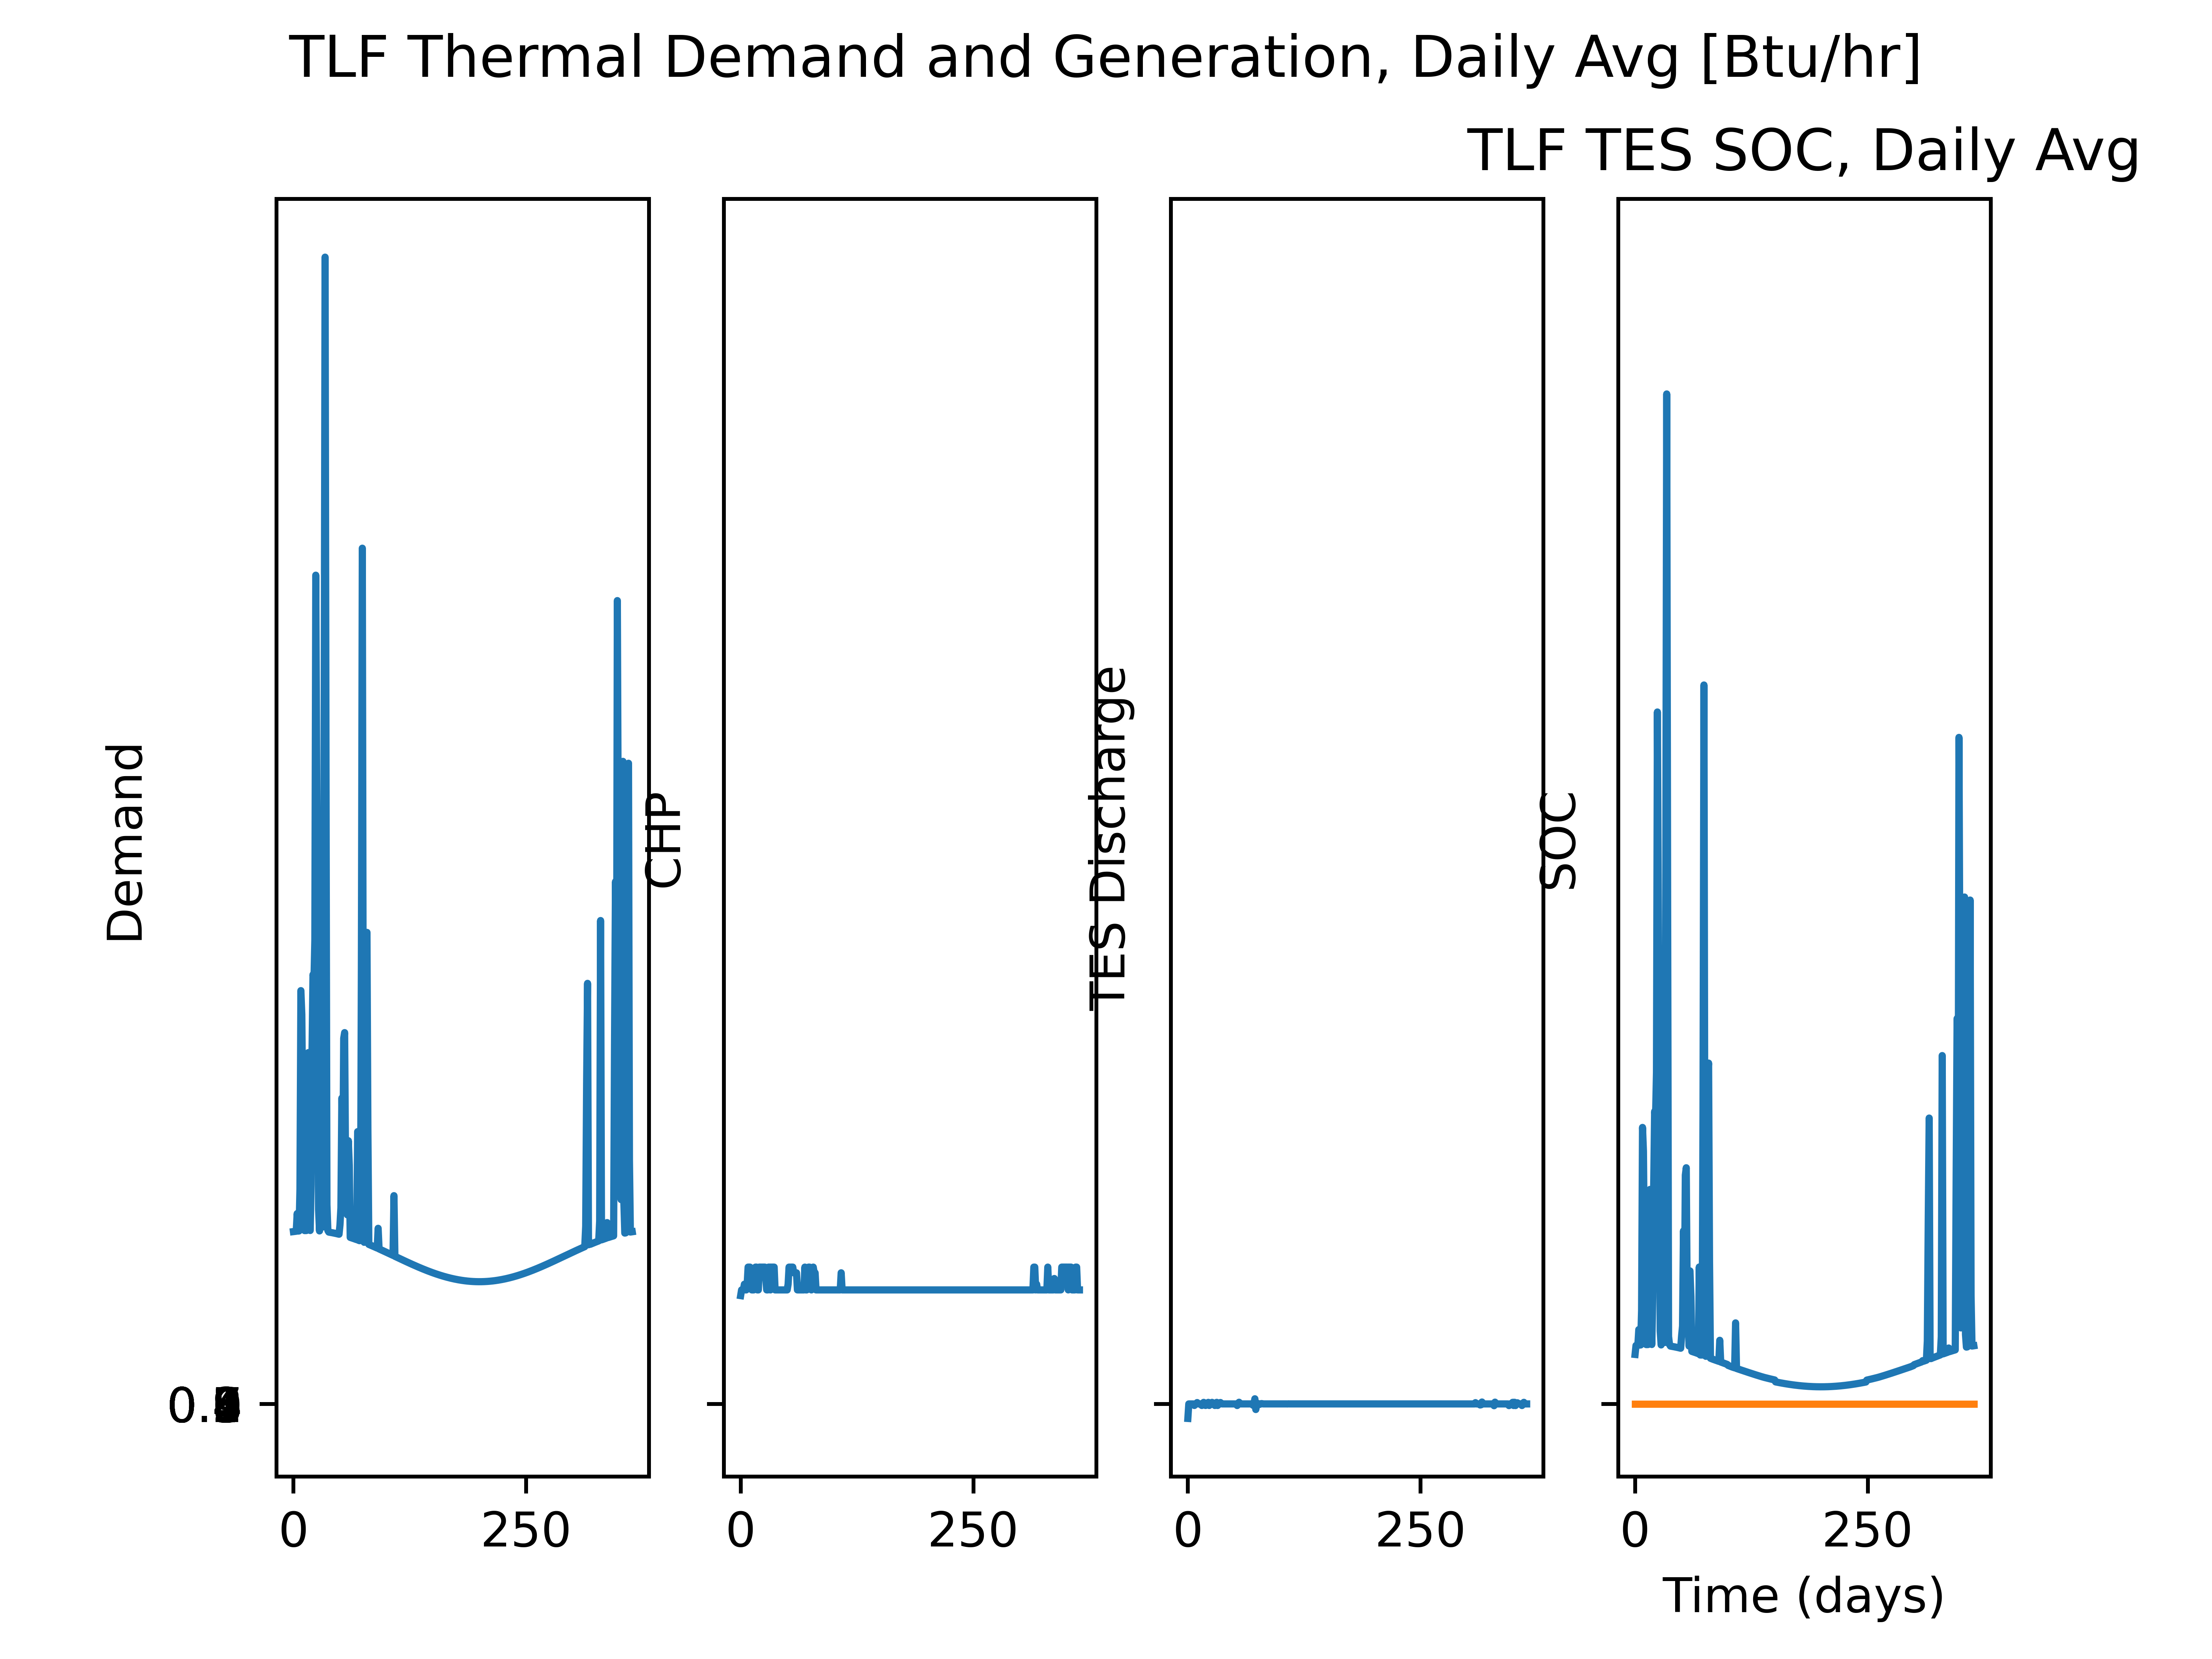 TLF Thermal Demand and Generation, Daily Avg [Btu/hr]
TLF TES SOC, Daily Avg
Demand
CHP
TES Discharge
SOC
0 250
0 250
0 250
0 250
Time (days)